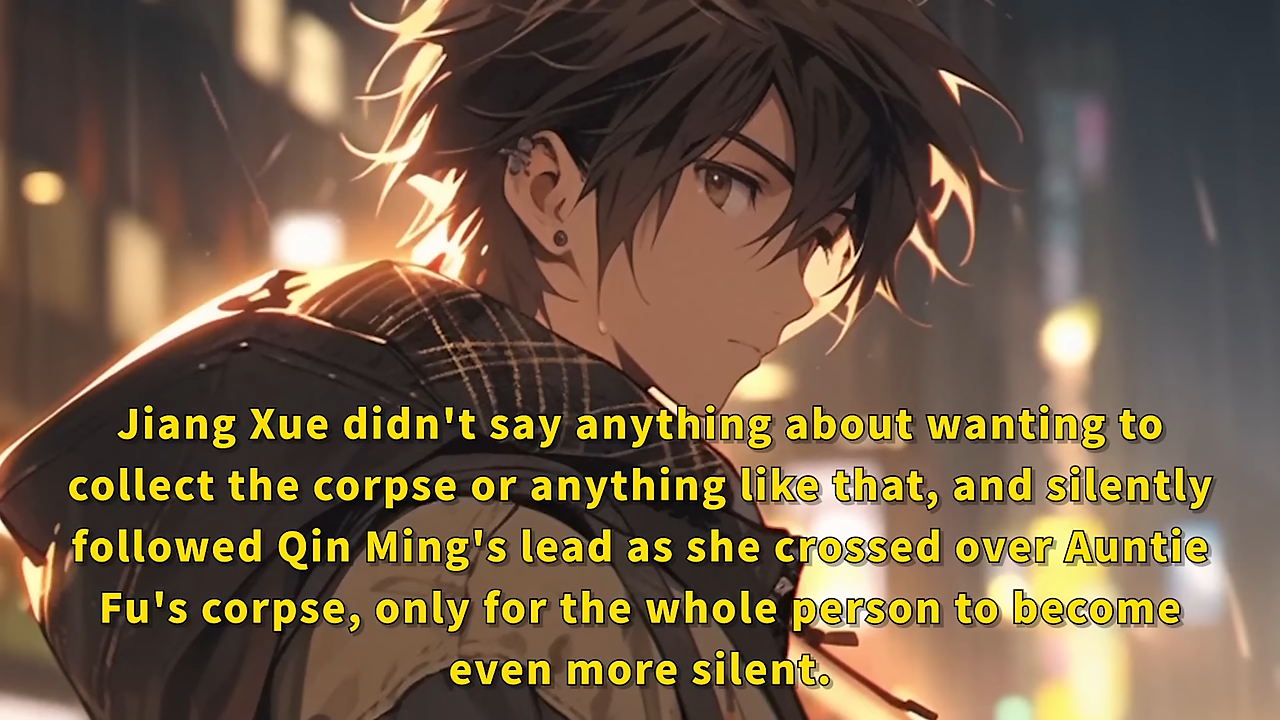 Jiang Xue didn't say anything about wanting to
collect the corpse or anything like that, and silently
followed Qin Ming's lead as she crossed over Auntie
Fu's corpse, only for the whole person to become
even more silent.